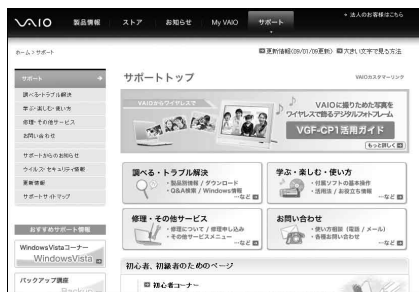 VAIO 製品情報 ストア お知らせ My VAIO サポート
・法人のお客様はこちら
ホーム＞サポート
更新情報(09/01/09更新) 大きい文字で見る方法
サポート
調べる・トラブル解決
学ぶ・楽しむ・使い方
修理・その他サービス
お問い合わせ
サポートからのお知らせ
ウイルス・セキュリティ情報
更新情報
サポートサイトマップ
おすすめサポート情報
WindowsVistaコーナー
WindowsVista
バックアップ講座
Backup
サポートトップ
VAIOカスタマーリンク
VAIOからワイヤレスで
VAIOに撮りためた写真を
ワイヤレスで飾るデジタルフォトフレーム
VGF-CP1 活用ガイド
もっと詳しく
調べる・トラブル解決
・製品別情報 / ダウンロード
・Q&A検索 / Windows情報
…など
学ぶ・楽しむ・使い方
・付属ソフトの基本操作
・活用法 / お役立ち情報
…など
修理・その他サービス
・修理について / 修理申し込み
・その他サービスメニュー
…など
お問い合わせ
・使い方相談（電話 / メール）
・各種お問い合わせ
…など
初心者、初級者のためのページ
初心者コーナー